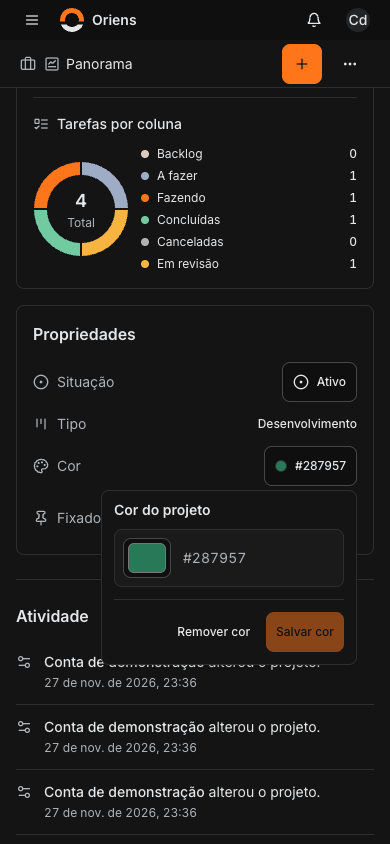 Oriens
Cd
Panorama
Tarefas por coluna
4
Total
Backlog 0
A fazer 1
Fazendo 1
Concluídas 1
Canceladas 0
Em revisão 1
Propriedades
Situação Ativo
Tipo Desenvolvimento
Cor #287957
Fixado
Cor do projeto
#287957
Remover cor Salvar cor
Atividade
Conta de demonstração alterou o projeto.
27 de nov. de 2026, 23:36
Conta de demonstração alterou o projeto.
27 de nov. de 2026, 23:36
Conta de demonstração alterou o projeto.
27 de nov. de 2026, 23:36